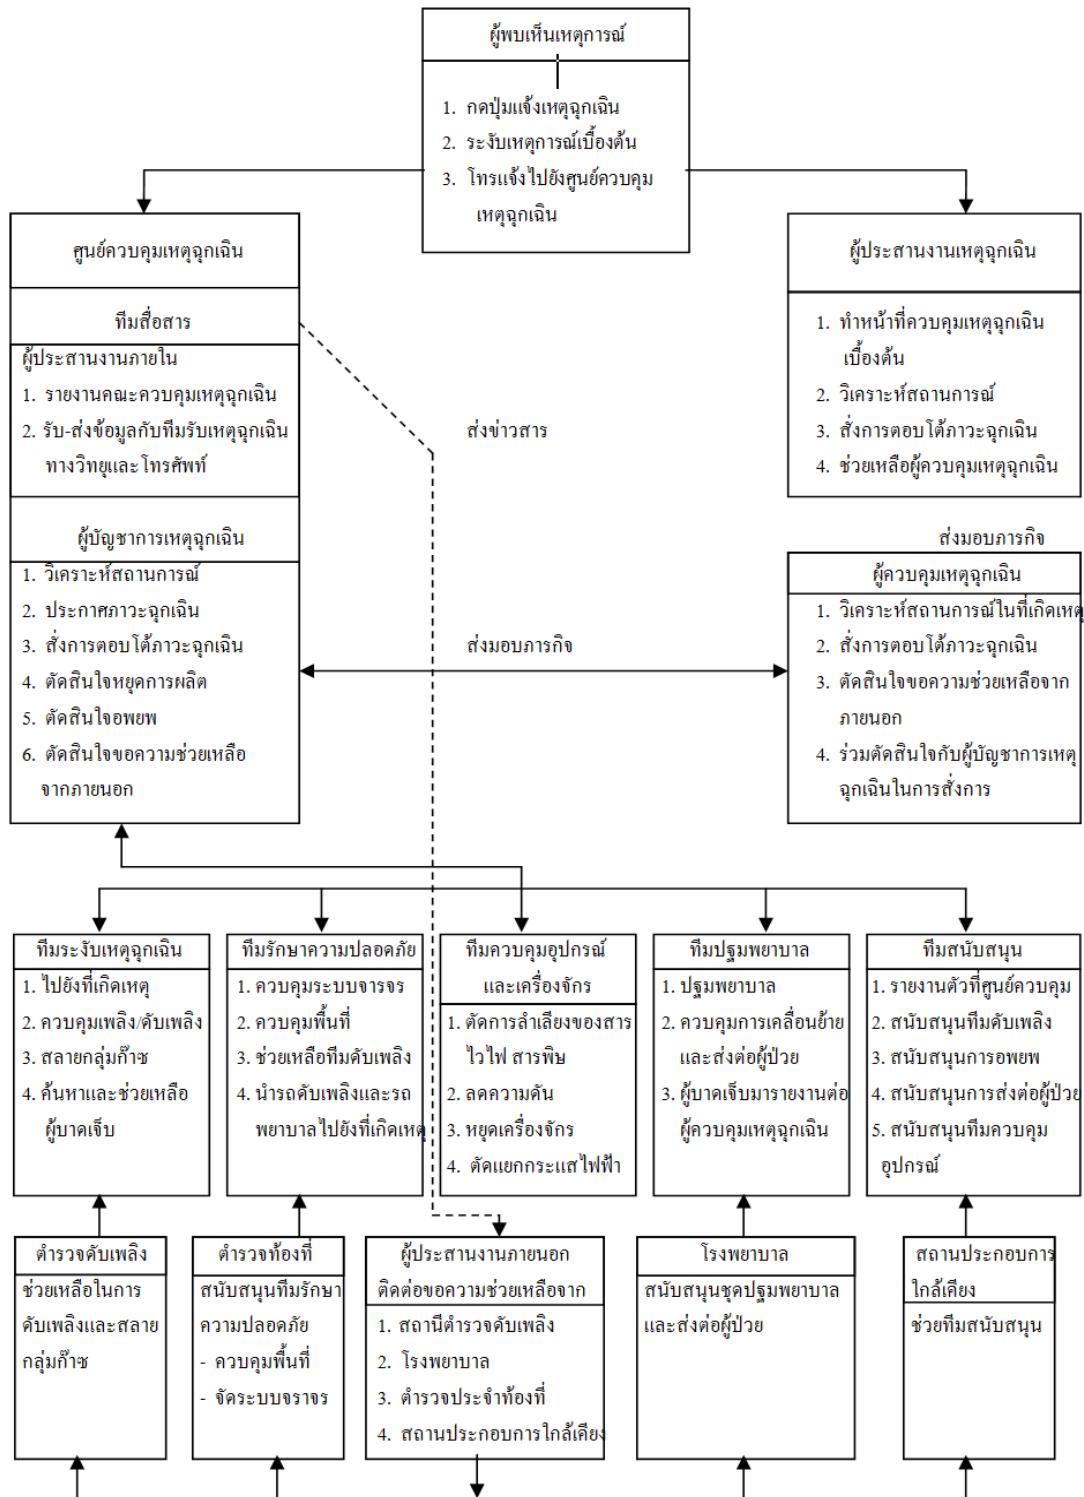 ผู้พบเห็นเหตุการณ์
1. กดปุ่มแจ้งเหตุฉุกเฉิน
2. ระงับเหตุการณ์เบื้องต้น
3. โทรแจ้งไปยังศูนย์ควบคุม
เหตุฉุกเฉิน
ศูนย์ควบคุมเหตุฉุกเฉิน
ทีมสื่อสาร
ผู้ประสานงานภายใน
1. รายงานคณะควบคุมเหตุฉุกเฉิน
2. รับ-ส่งข้อมูลกับทีมรับเหตุฉุกเฉิน
ทางวิทยุและโทรศัพท์
ผู้บัญชาการเหตุฉุกเฉิน
1. วิเคราะห์สถานการณ์
2. ประกาศภาวะฉุกเฉิน
3. สั่งการตอบโต้ภาวะฉุกเฉิน
4. ตัดสินใจหยุดการผลิต
5. ตัดสินใจอพยพ
6. ตัดสินใจขอความช่วยเหลือ
จากภายนอก
ส่งข่าวสาร
ส่งมอบภารกิจ
ผู้ประสานงานเหตุฉุกเฉิน
1. ทำหน้าที่ควบคุมเหตุฉุกเฉิน
เบื้องต้น
2. วิเคราะห์สถานการณ์
3. สั่งการตอบโต้ภาวะฉุกเฉิน
4. ช่วยเหลือผู้ควบคุมเหตุฉุกเฉิน
ส่งมอบภารกิจ
ผู้ควบคุมเหตุฉุกเฉิน
1. วิเคราะห์สถานการณ์ในที่เกิดเหตุ
2. สั่งการตอบโต้ภาวะฉุกเฉิน
3. ตัดสินใจขอความช่วยเหลือจาก
ภายนอก
4. ร่วมตัดสินใจกับผู้บัญชาการเหตุ
ฉุกเฉินในการสั่งการ
ทีมระงับเหตุฉุกเฉิน
1. ไปยังที่เกิดเหตุ
2. ควบคุมเพลิง/ดับเพลิง
3. สลายกลุ่มก๊าซ
4. ค้นหาและช่วยเหลือ
ผู้บาดเจ็บ
ทีมรักษาความปลอดภัย
1. ควบคุมระบบจารจร
2. ควบคุมพื้นที่
3. ช่วยเหลือทีมดับเพลิง
4. นำรถดับเพลิงและรถ
พยาบาลไปยังที่เกิดเหตุ
ทีมควบคุมอุปกรณ์
และเครื่องจักร
1. ตัดการลำเลียงของสาร
ไวไฟ สารพิษ
2. ลดความดัน
3. หยุดเครื่องจักร
4. ตัดแยกกระแสไฟฟ้า
ทีมปฐมพยาบาล
1. ปฐมพยาบาล
2. ควบคุมการเคลื่อนย้าย
และส่งต่อผู้ป่วย
3. ผู้บาดเจ็บมารายงานต่อ
ผู้ควบคุมเหตุฉุกเฉิน
ทีมสนับสนุน
1. รายงานตัวที่ศูนย์ควบคุม
2. สนับสนุนทีมดับเพลิง
3. สนับสนุนการอพยพ
4. สนับสนุนการส่งต่อผู้ป่วย
5. สนับสนุนทีมควบคุม
อุปกรณ์
ตำรวจดับเพลิง
ช่วยเหลือในการ
ดับเพลิงและสลาย
กลุ่มก๊าซ
ตำรวจท้องที่
สนับสนุนทีมรักษา
ความปลอดภัย
- ควบคุมพื้นที่
- จัดระบบจราจร
ผู้ประสานงานภายนอก
ติดต่อขอความช่วยเหลือจาก
1. สถานีตำรวจดับเพลิง
2. โรงพยาบาล
3. ตำรวจประจำท้องที่
4. สถานประกอบการใกล้เคียง
โรงพยาบาล
สนับสนุนชุดปฐมพยาบาล
และส่งต่อผู้ป่วย
สถานประกอบการ
ใกล้เคียง
ช่วยทีมสนับสนุน